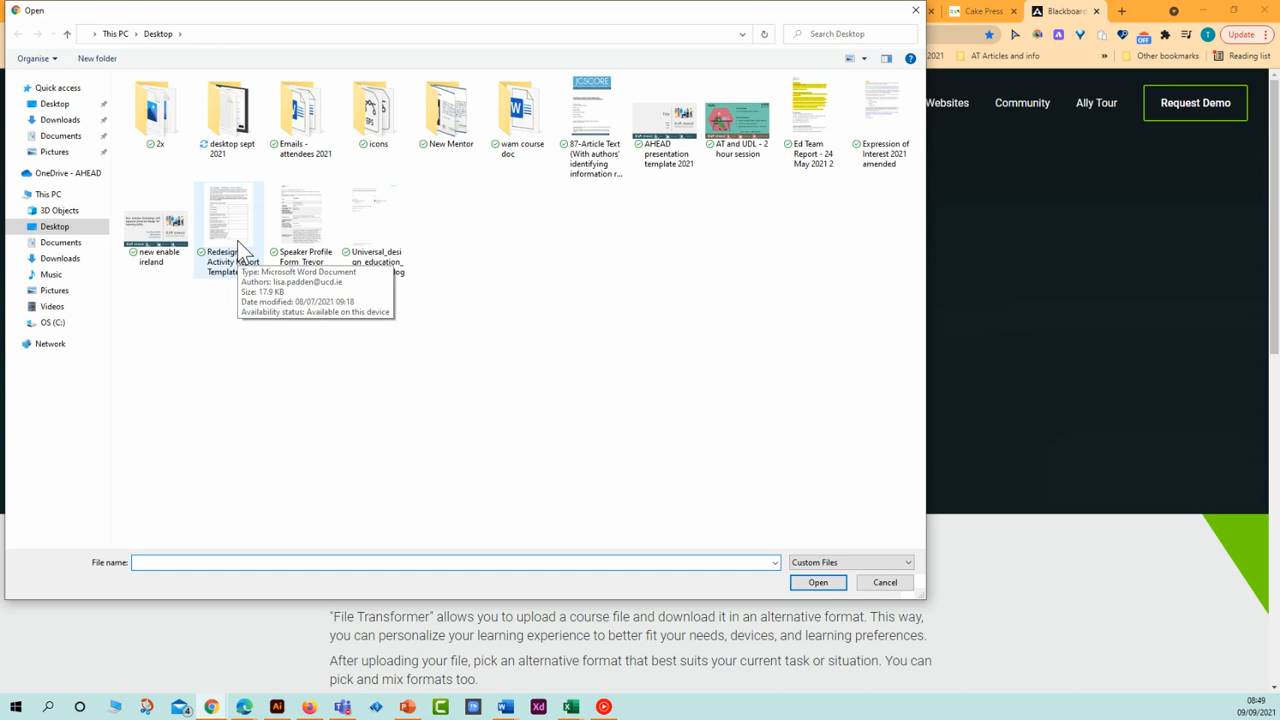 Open
Cake Press
Blackboard
This PC
Desktop
Search Desktop
Update
2021
AT Articles and info
Other bookmarks
Reading list
Organise
New folder
Websites
Community
Ally Tour
Request Demo
Quick access
Desktop
Downloads
Documents
Pictures
OneDrive - AHEAD
This PC
3D Objects
Desktop
Documents
Downloads
Music
Pictures
Videos
OS (C:)
Network
2x
desktop sept
2021
Emails -
attendees 2021
icons
New Mentor
wam course
doc
87-Article Text
(With authors'
identifying
information r...
AHEAD
presentation
template 2021
AT and UDL - 2
hour session
Ed Team
Report - 24
May 2021 2
Expression of
Interest 2021
amended
JCSCORE
new enable
ireland
Redesign
Activity Report
Template
Speaker Profile
Form_Trevor
Universal_desi
gn_education_
log
Type: Microsoft Word Document
Authors: lisa.padden@ucd.ie
Size: 17.9 KB
Date modified: 08/07/2021 09:18
Availability status: Available on this device
File name:
Custom Files
Open
Cancel
"File Transformer" allows you to upload a course file and download it in an alternative format. This way,
you can personalize your learning experience to better fit your needs, devices, and learning preferences.
After uploading your file, pick an alternative format that best suits your current task or situation. You can
pick and mix formats too.
08:49
09/09/2021